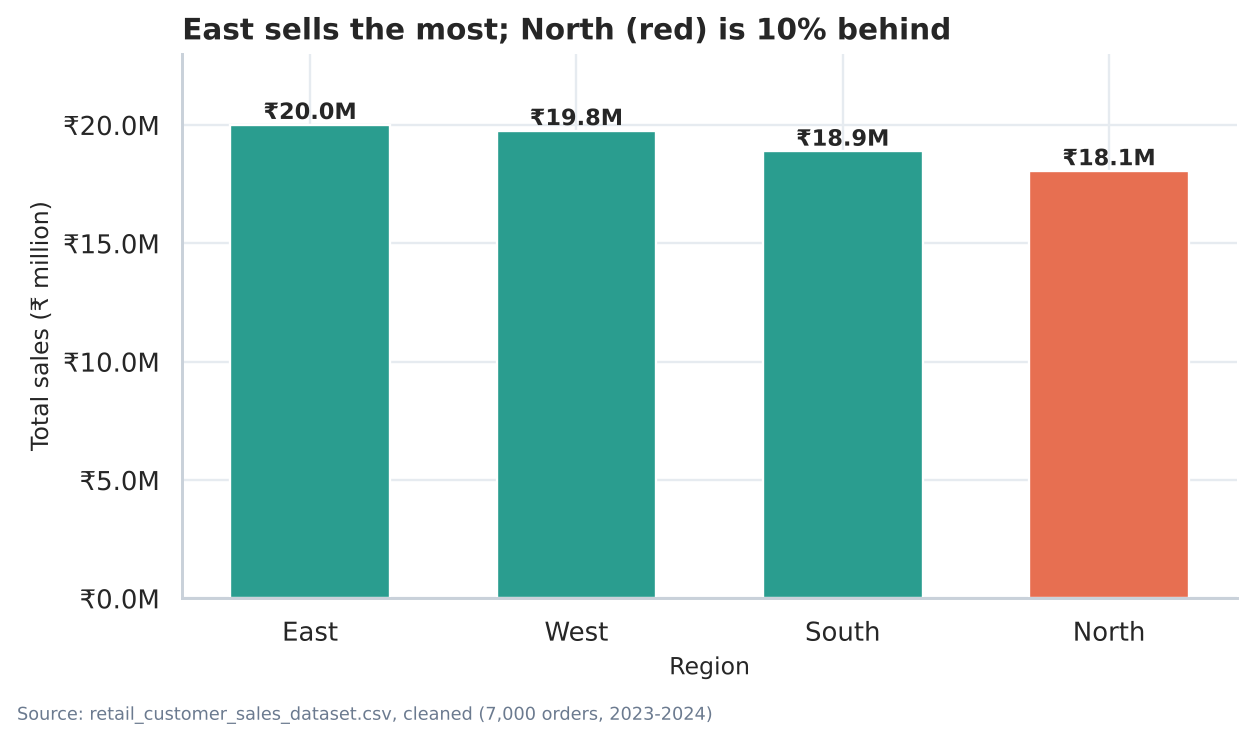 East sells the most; North (red) is 10% behind
₹20.0M
₹19.8M
₹18.9M
₹18.1M
₹20.0M
₹15.0M
₹10.0M
₹5.0M
₹0.0M
Total sales (₹ million)
East
West
South
North
Region
Source: retail_customer_sales_dataset.csv, cleaned (7,000 orders, 2023-2024)